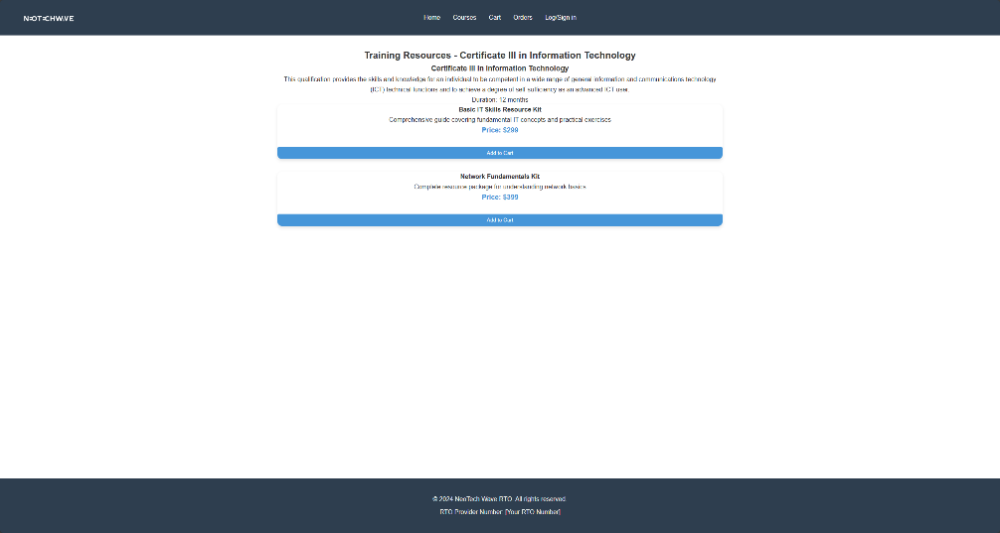 NEOTECHWAVE
Home Courses Cart Orders Log/Sign in
Training Resources - Certificate III in Information Technology
Certificate III in Information Technology
This qualification provides the skills and knowledge for an individual to be competent in a wide range of general information and communications technology
(ICT) technical functions and to achieve a degree of self sufficiency as an advanced ICT user.
Duration: 12 months
Basic IT Skills Resource Kit
Comprehensive guide covering fundamental IT concepts and practical exercises
Price: $299
Add to Cart
Network Fundamentals Kit
Complete resource package for understanding network basics
Price: $399
Add to Cart
© 2024 NeoTech Wave RTO. All rights reserved.
RTO Provider Number: [Your RTO Number]